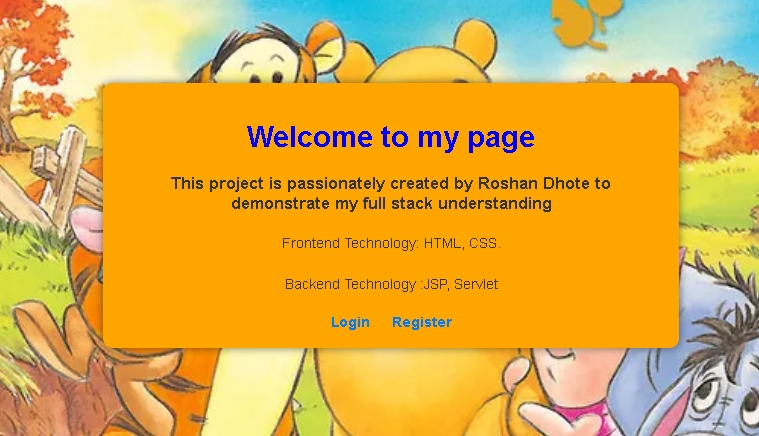 Welcome to my page
This project is passionately created by Roshan Dhote to
demonstrate my full stack understanding
Frontend Technology: HTML, CSS.
Backend Technology :JSP, Servlet
Login Register